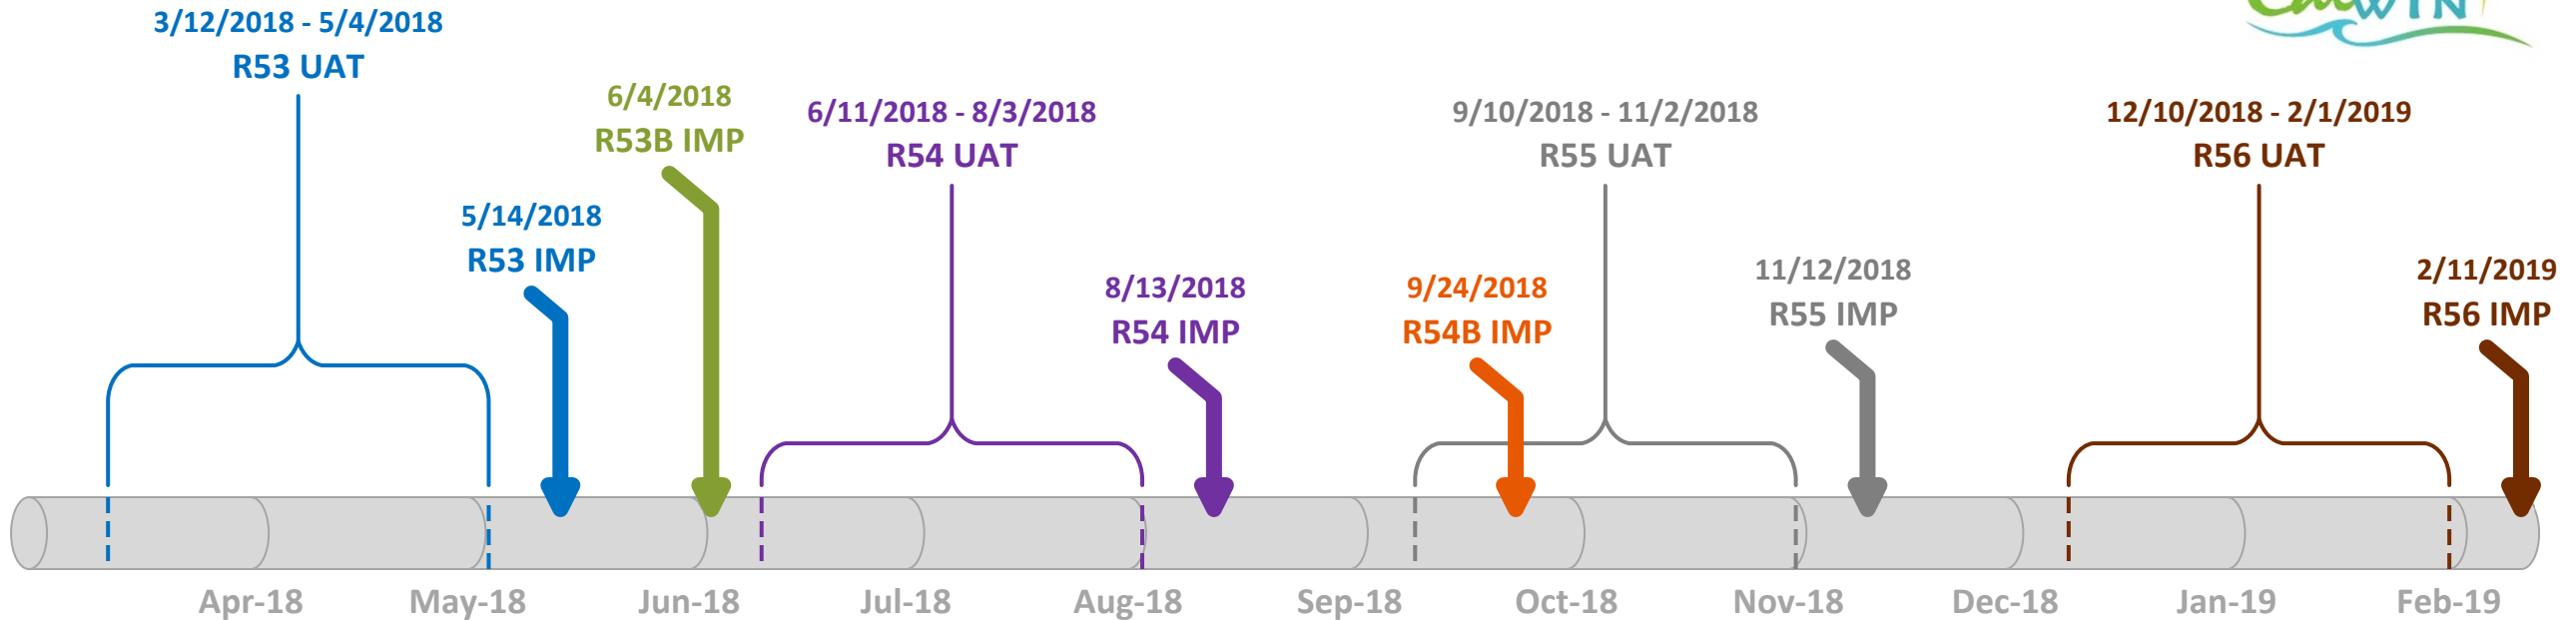 3/12/2018 - 5/4/2018
R53 UAT
6/4/2018
R53B IMP
6/11/2018 - 8/3/2018
R54 UAT
9/10/2018 - 11/2/2018
R55 UAT
12/10/2018 - 2/1/2019
R56 UAT
5/14/2018
R53 IMP
8/13/2018
R54 IMP
9/24/2018
R54B IMP
11/12/2018
R55 IMP
2/11/2019
R56 IMP
Apr-18
May-18
Jun-18
Jul-18
Aug-18
Sep-18
Oct-18
Nov-18
Dec-18
Jan-19
Feb-19